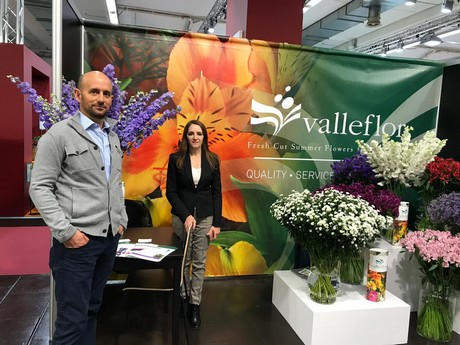 valleflor
Fresh Cut Summer Flowers
QUALITY • SERVICE